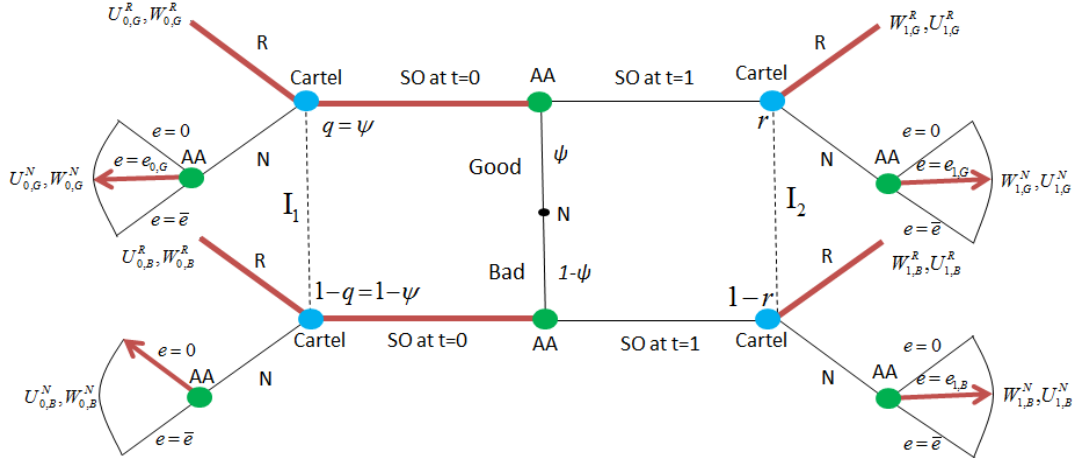 U^R_{0,G}, W^R_{0,G}
W^R_{1,G}, U^R_{1,G}
R
R
Cartel
SO at t=0
AA
SO at t=1
Cartel
q = ψ
r
e = 0
AA
N
ψ
Good
N
AA
e = 0
U^N_{0,G}, W^N_{0,G}
e = e_{0,G}
e = e_{1,G}
W^N_{1,G}, U^N_{1,G}
e = e̅
I_1
N
I_2
e = e̅
U^R_{0,B}, W^R_{0,B}
R
Bad
1-ψ
R
W^R_{1,B}, U^R_{1,B}
1−q = 1−ψ
1−r
Cartel
SO at t=0
AA
SO at t=1
Cartel
e = 0
AA
N
N
AA
e = 0
U^N_{0,B}, W^N_{0,B}
e = e_{1,B}
W^N_{1,B}, U^N_{1,B}
e = e̅
e = e̅